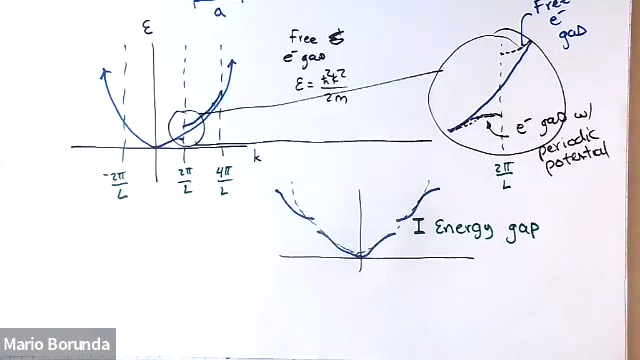 a
ε
Free
e⁻ gas
ε = ħ²k²
2m
Free
e⁻
gas
e⁻ gas w/
periodic
potential
2π
L
k
-2π
L
2π
L
4π
L
I Energy gap
Mario Borunda